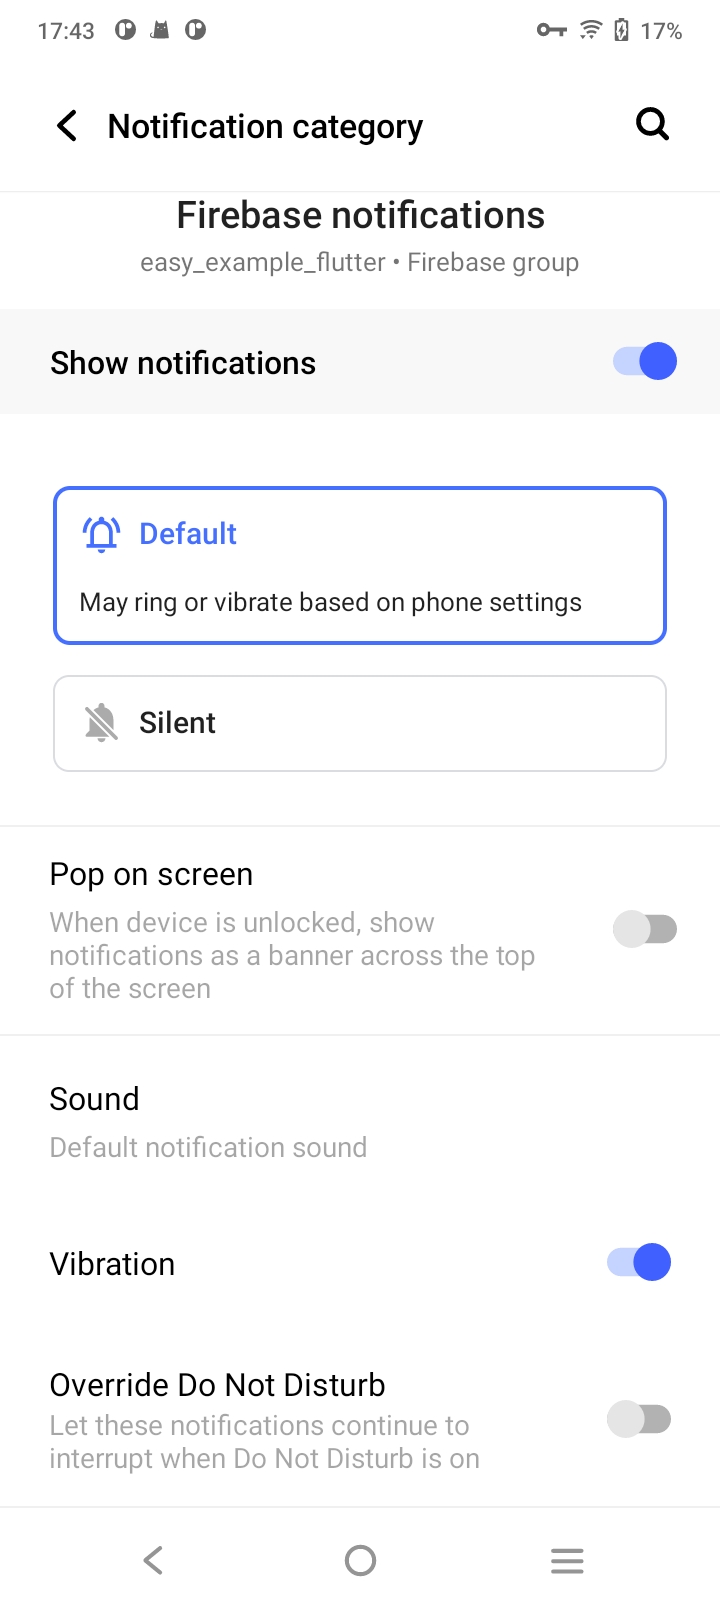 17:43
17%
Notification category
Firebase notifications
easy_example_flutter • Firebase group
Show notifications
Default
May ring or vibrate based on phone settings
Silent
Pop on screen
When device is unlocked, show
notifications as a banner across the top
of the screen
Sound
Default notification sound
Vibration
Override Do Not Disturb
Let these notifications continue to
interrupt when Do Not Disturb is on